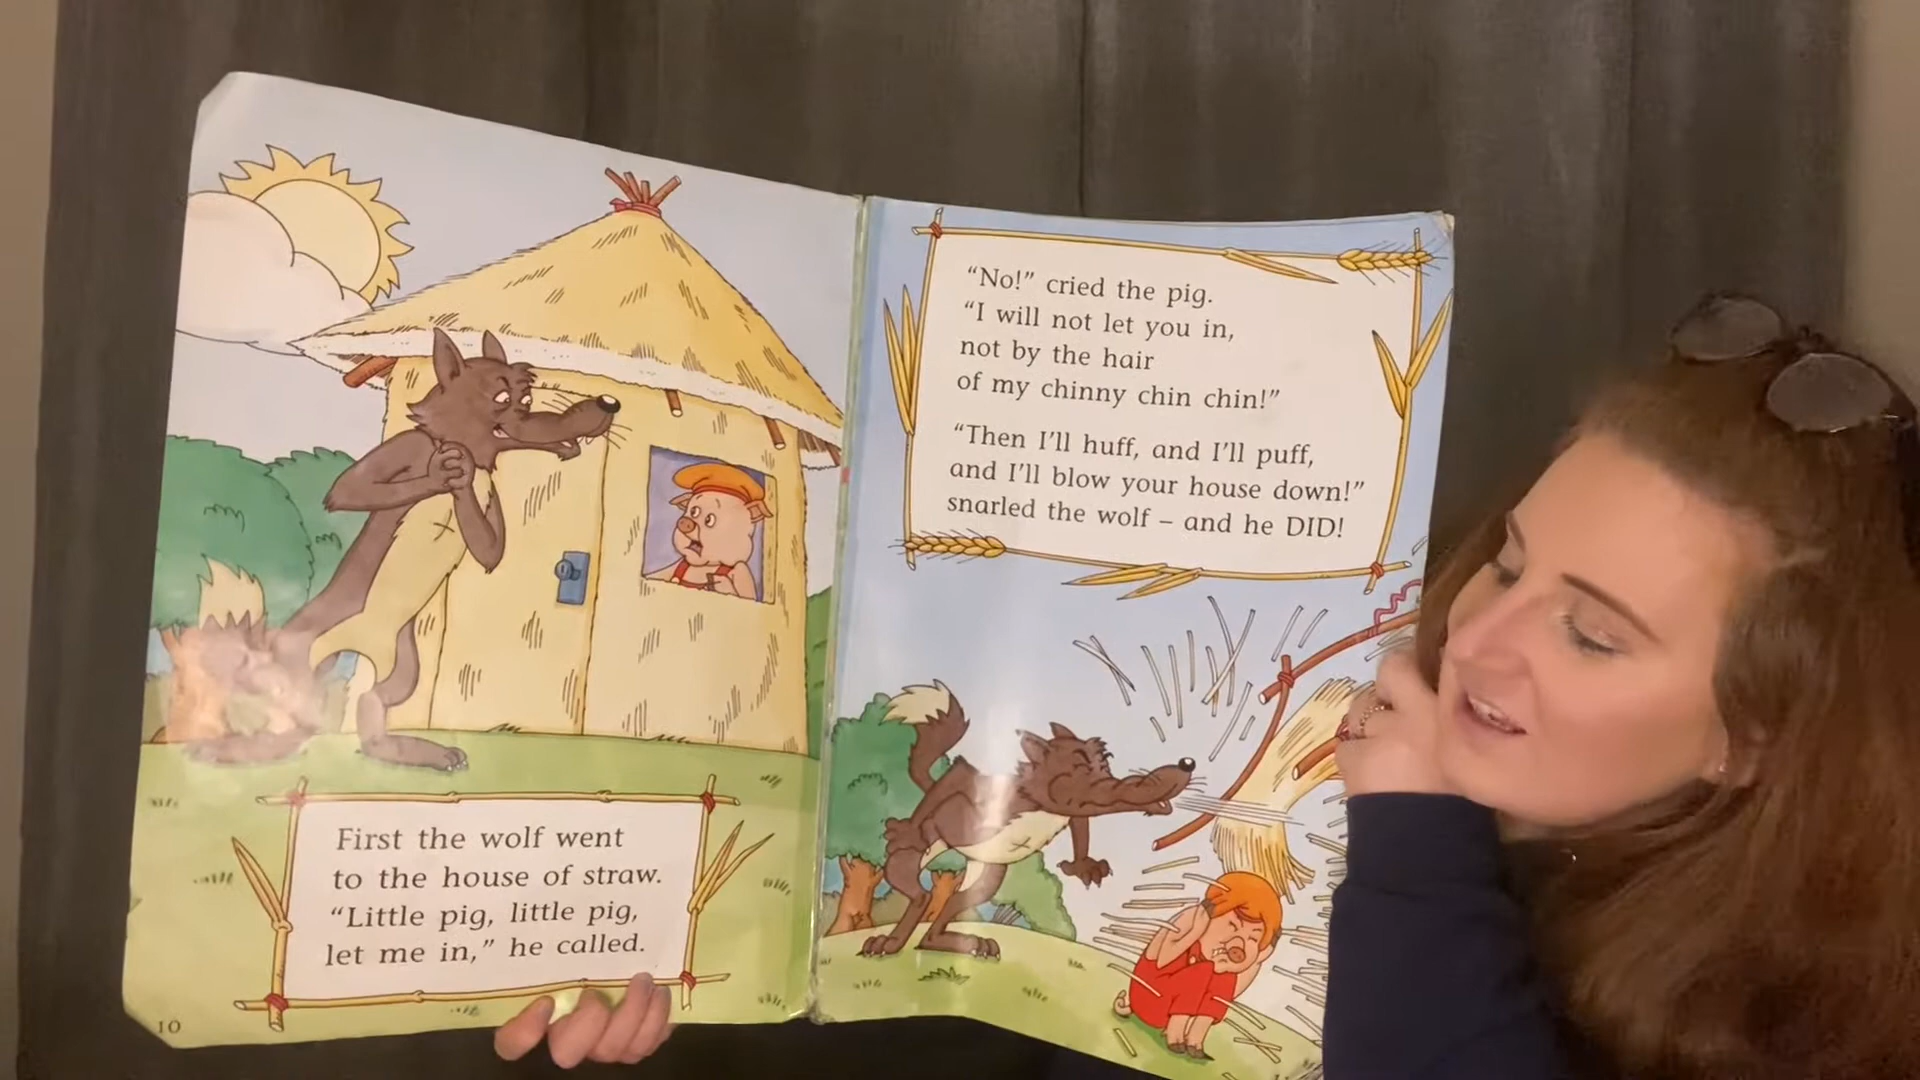 First the wolf went
to the house of straw.
“Little pig, little pig,
let me in,” he called.
10
“No!” cried the pig.
“I will not let you in,
not by the hair
of my chinny chin chin!”
“Then I’ll huff, and I’ll puff,
and I’ll blow your house down!”
snarled the wolf – and he DID!